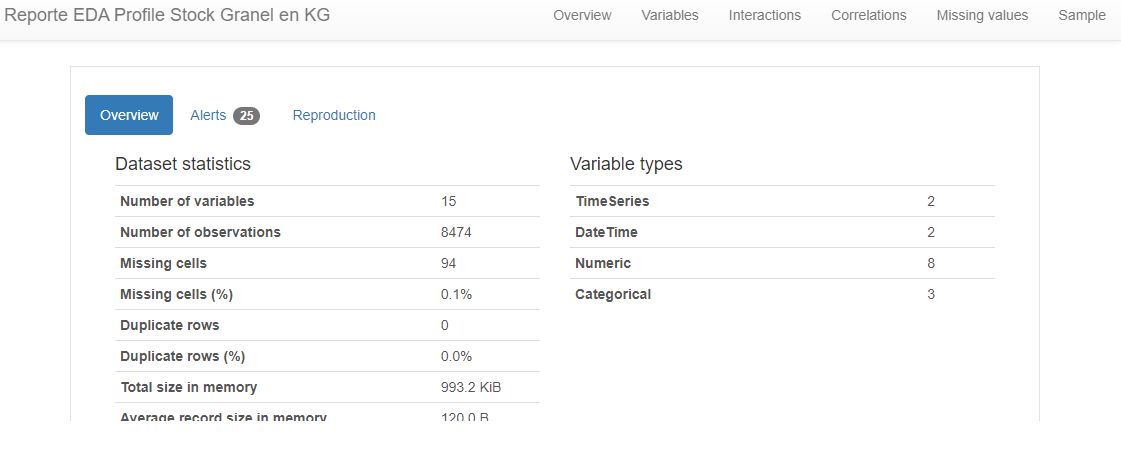 Reporte EDA Profile Stock Granel en KG
Overview Variables Interactions Correlations Missing values Sample
Overview Alerts 25 Reproduction
Dataset statistics
Number of variables 15
Number of observations 8474
Missing cells 94
Missing cells (%) 0.1%
Duplicate rows 0
Duplicate rows (%) 0.0%
Total size in memory 993.2 KiB
Average record size in memory 120.0 B
Variable types
TimeSeries 2
DateTime 2
Numeric 8
Categorical 3